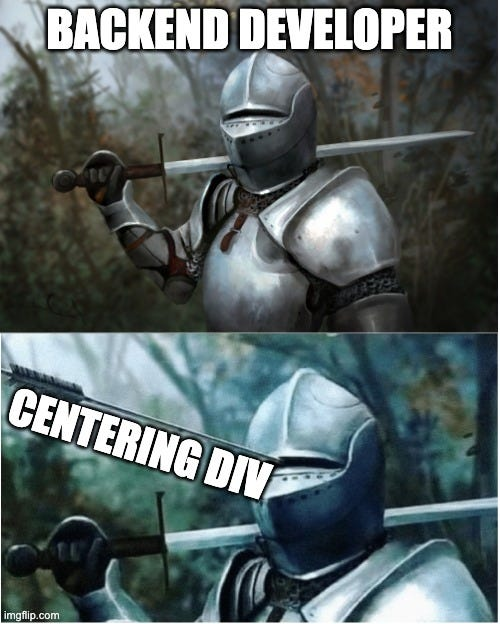 BACKEND DEVELOPER
CENTERING DIV
imgflip.com